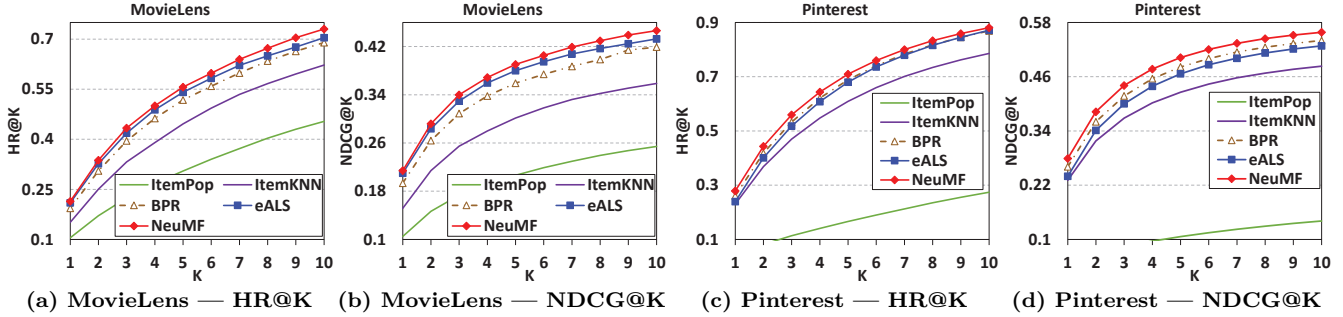 MovieLens
HR@K
0.7
0.55
0.4
0.25
0.1
ItemPop
ItemKNN
BPR
eALS
NeuMF
1 2 3 4 5 6 7 8 9 10
K
(a) MovieLens — HR@K
MovieLens
NDCG@K
0.42
0.34
0.26
0.18
0.1
ItemPop
ItemKNN
BPR
eALS
NeuMF
1 2 3 4 5 6 7 8 9 10
K
(b) MovieLens — NDCG@K
Pinterest
HR@K
0.9
0.7
0.5
0.3
0.1
ItemPop
ItemKNN
BPR
eALS
NeuMF
1 2 3 4 5 6 7 8 9 10
K
(c) Pinterest — HR@K
Pinterest
NDCG@K
0.58
0.46
0.34
0.22
0.1
ItemPop
ItemKNN
BPR
eALS
NeuMF
1 2 3 4 5 6 7 8 9 10
K
(d) Pinterest — NDCG@K